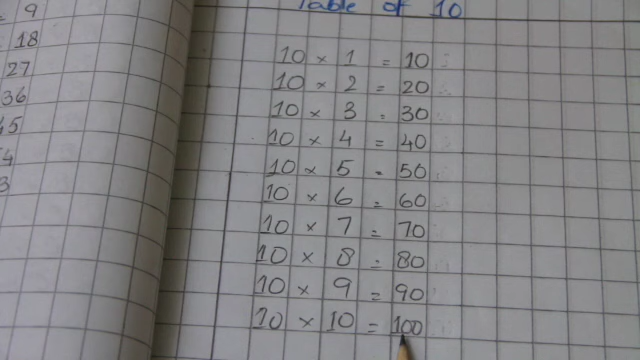 9
18
27
36
45
Table of 10
10 × 1 = 10
10 × 2 = 20
10 × 3 = 30
10 × 4 = 40
10 × 5 = 50
10 × 6 = 60
10 × 7 = 70
10 × 8 = 80
10 × 9 = 90
10 × 10 = 100